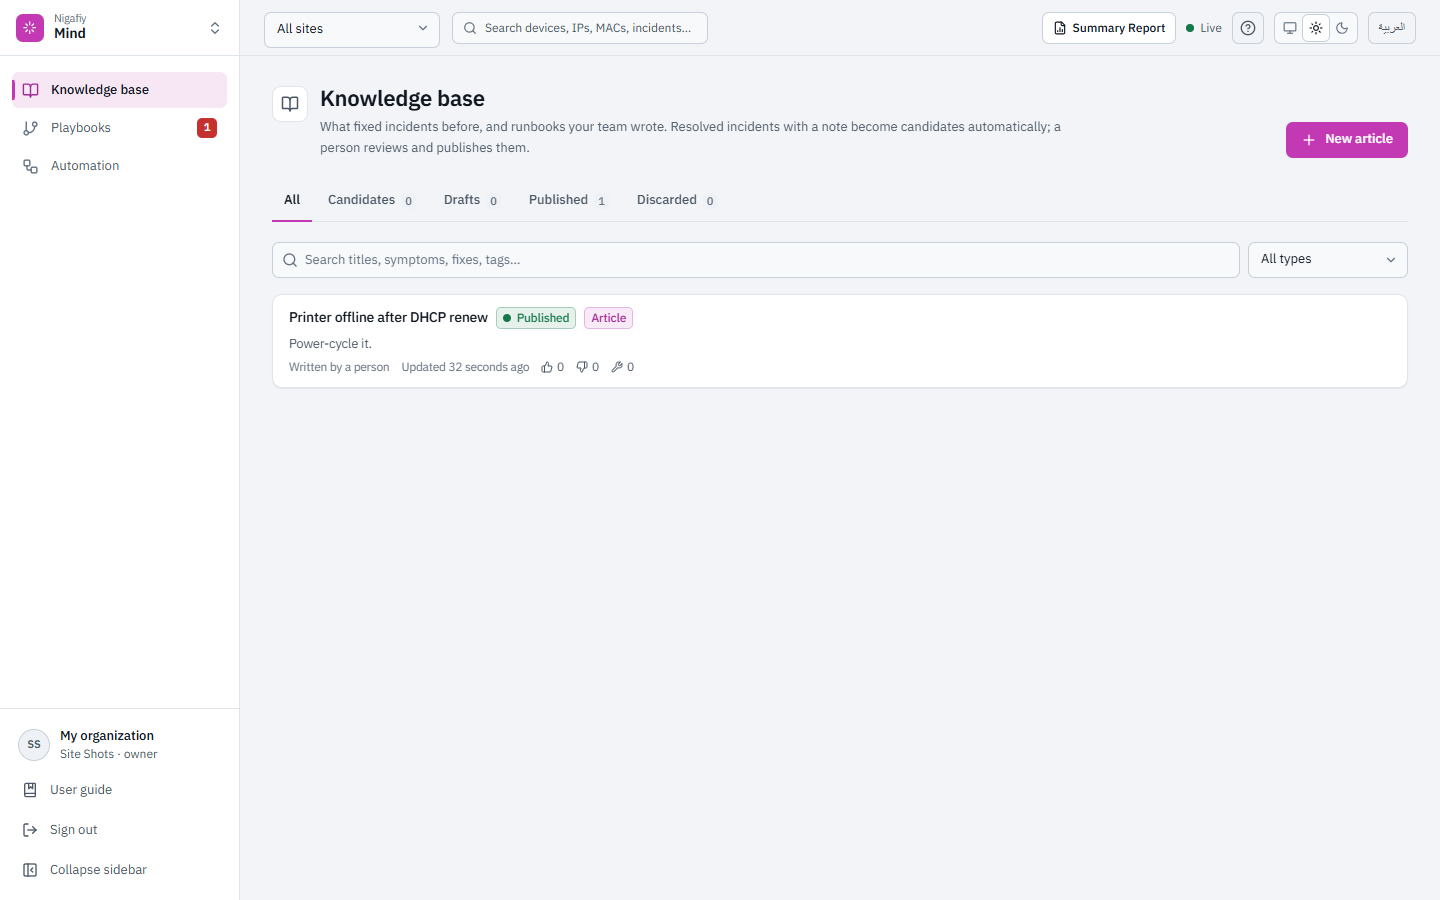 Nigafiy
Mind
All sites
Search devices, IPs, MACs, incidents...
Summary Report
Live
العربية
Knowledge base
Playbooks
1
Automation
Knowledge base
What fixed incidents before, and runbooks your team wrote. Resolved incidents with a note become candidates automatically; a
person reviews and publishes them.
New article
All
Candidates 0
Drafts 0
Published 1
Discarded 0
Search titles, symptoms, fixes, tags...
All types
Printer offline after DHCP renew
Published
Article
Power-cycle it.
Written by a person
Updated 32 seconds ago
0
0
0
SS
My organization
Site Shots · owner
User guide
Sign out
Collapse sidebar